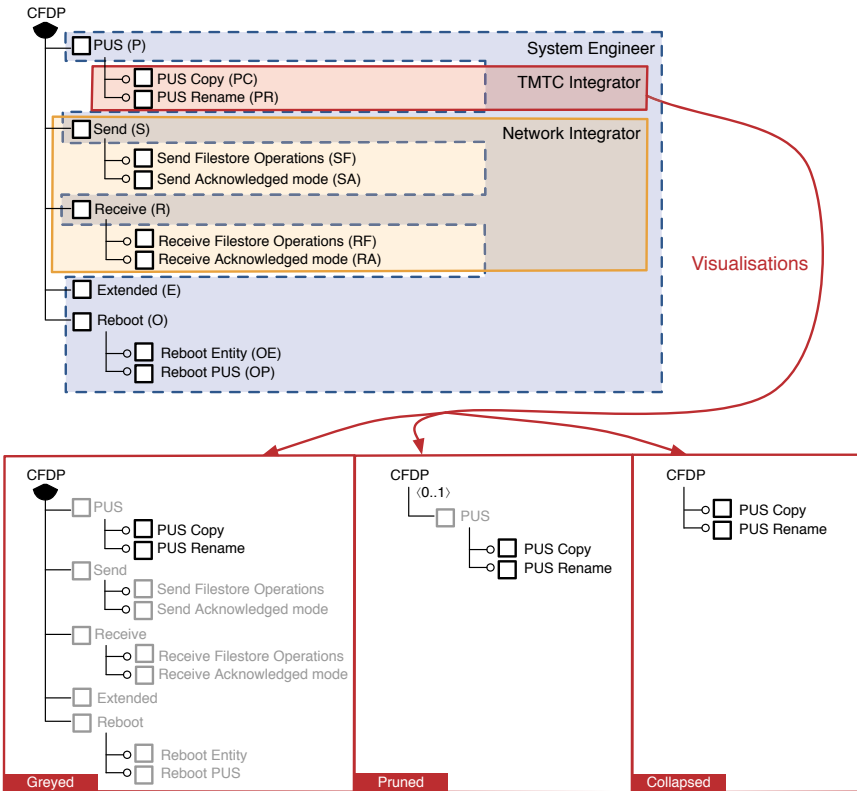 CFDP
PUS (P)
System Engineer
PUS Copy (PC)
TMTC Integrator
PUS Rename (PR)
Send (S)
Network Integrator
Send Filestore Operations (SF)
Send Acknowledged mode (SA)
Receive (R)
Receive Filestore Operations (RF)
Receive Acknowledged mode (RA)
Visualisations
Extended (E)
Reboot (O)
Reboot Entity (OE)
Reboot PUS (OP)
CFDP
PUS
PUS Copy
PUS Rename
Send
Send Filestore Operations
Send Acknowledged mode
Receive
Receive Filestore Operations
Receive Acknowledged mode
Extended
Reboot
Reboot Entity
Reboot PUS
Greyed
CFDP
⟨0..1⟩
PUS
PUS Copy
PUS Rename
Pruned
CFDP
PUS Copy
PUS Rename
Collapsed